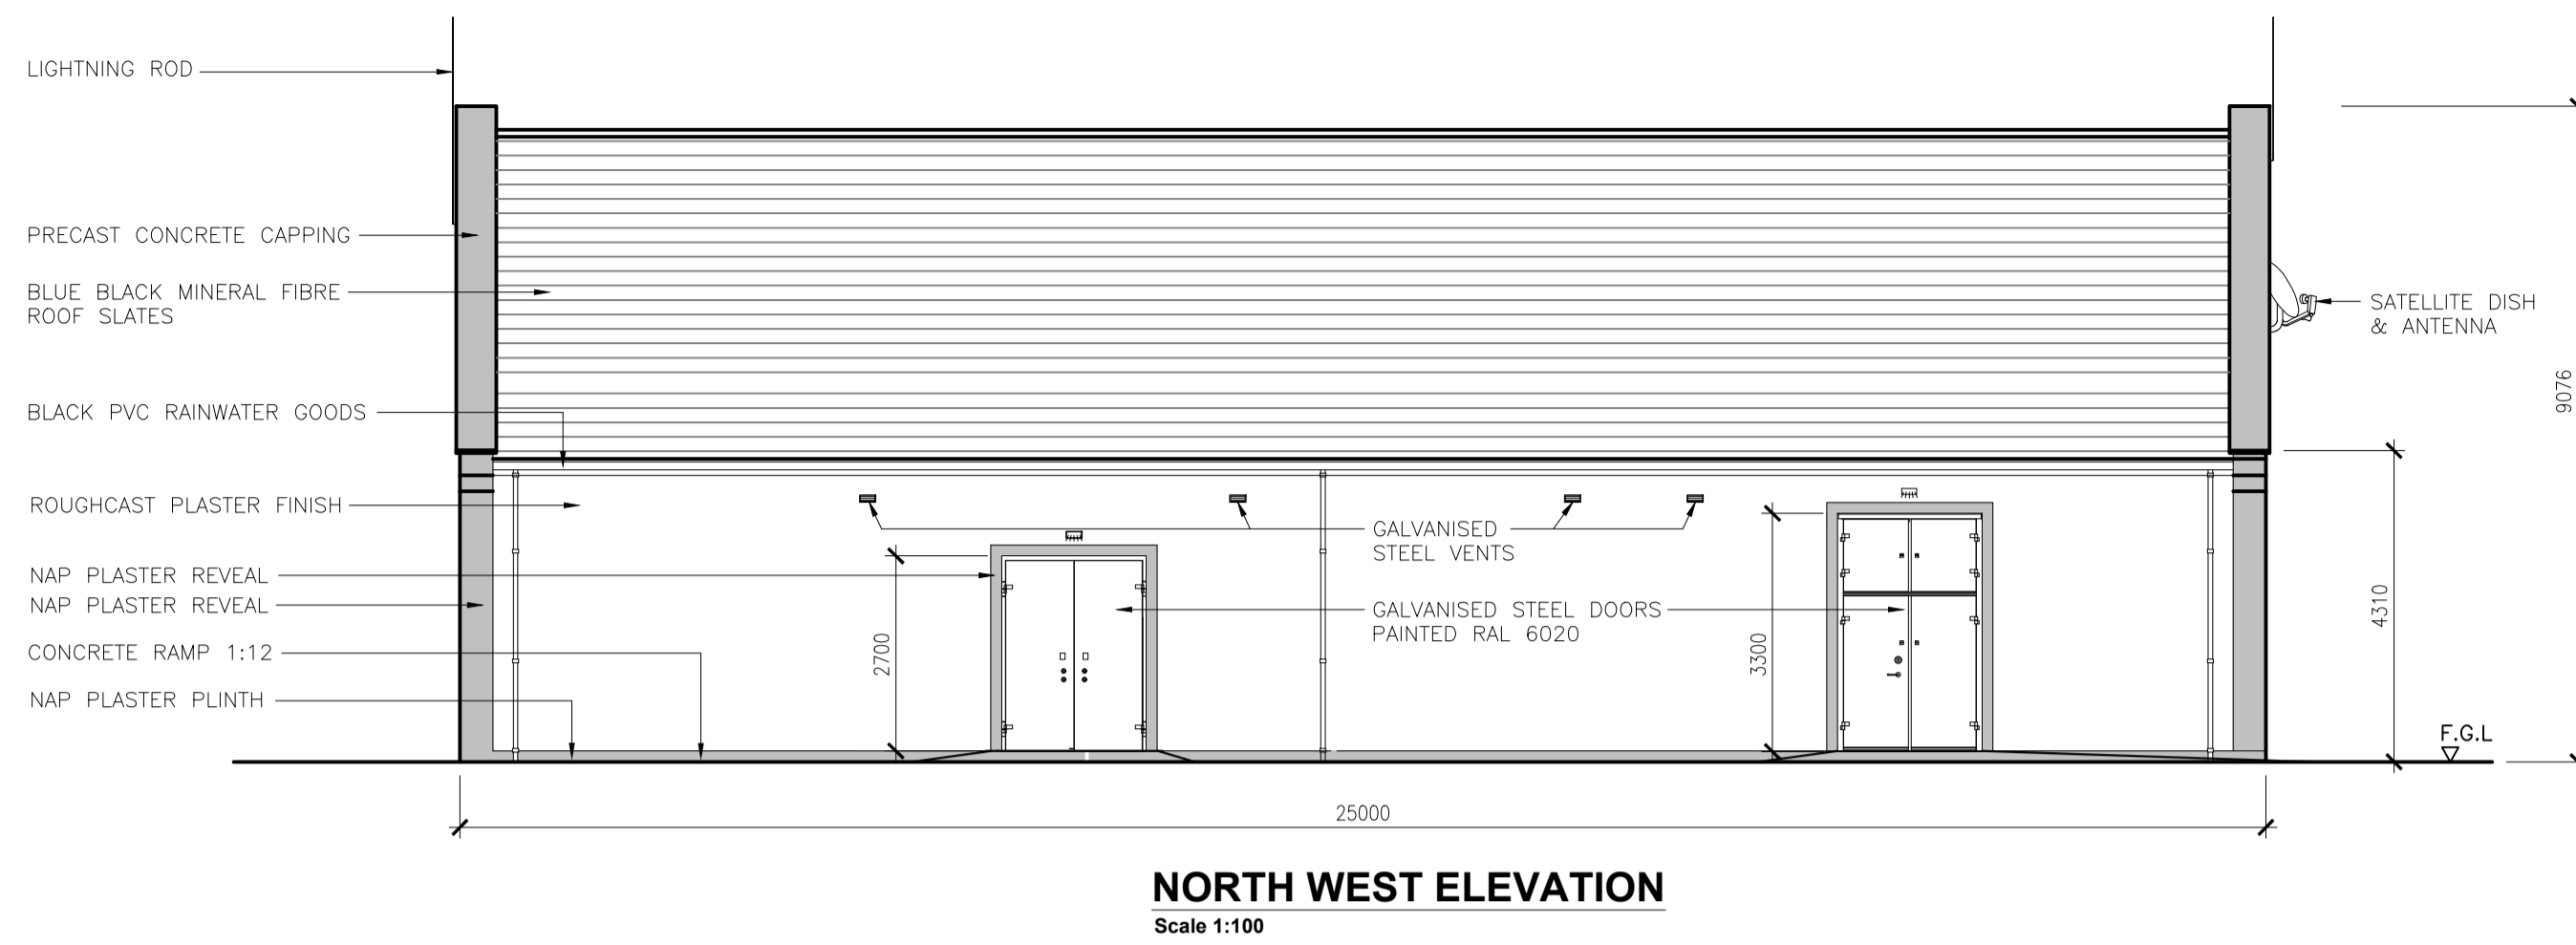 LIGHTNING ROD
PRECAST CONCRETE CAPPING
BLUE BLACK MINERAL FIBRE
ROOF SLATES
SATELLITE DISH
& ANTENNA
9076
BLACK PVC RAINWATER GOODS
ROUGHCAST PLASTER FINISH
GALVANISED
STEEL VENTS
NAP PLASTER REVEAL
NAP PLASTER REVEAL
GALVANISED STEEL DOORS
PAINTED RAL 6020
4310
2700
3300
CONCRETE RAMP 1:12
NAP PLASTER PLINTH
F.G.L
25000
NORTH WEST ELEVATION
Scale 1:100